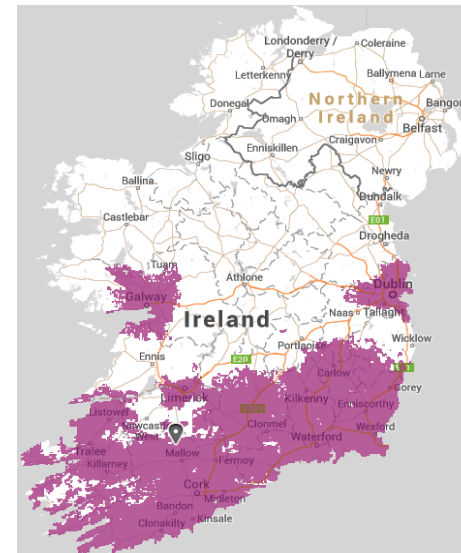 Londonderry /
Derry
Coleraine
Letterkenny
Ballymena
Larne
Donegal
Northern
Ireland
Bangor
Omagh
Belfast
Craigavon
Enniskillen
Sligo
Newry
Ballina
Dundalk
E01
Castlebar
Drogheda
Tuam
Athlone
Dublin
Galway
Ireland
Naas
Tallaght
Wicklow
Portlaoise
Ennis
E20
Carlow
Gorey
Limerick
Kilkenny
Enniscorthy
E201
Listowel
Newcastle
West
Clonmel
Wexford
Waterford
Tralee
Mallow
Fermoy
Killarney
Cork
Midleton
Bandon
Kinsale
Clonakilty